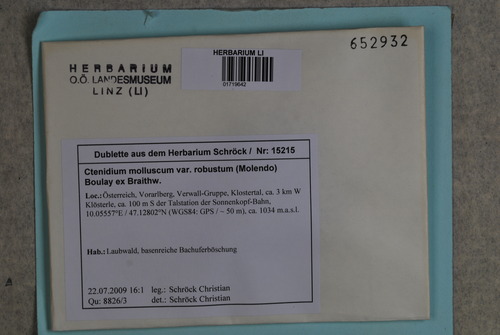 652932
HERBARIUM LI
01719842
HERBARIUM
O.Ö. LANDESMUSEUM
LINZ (LI)
Dublette aus dem Herbarium Schröck / Nr: 15215
Ctenidium molluscum var. robustum (Molendo)
Boulay ex Braithw.
Loc.: Österreich, Vorarlberg, Verwall-Gruppe, Klostertal, ca. 3 km W
Klösterle, ca. 100 m S der Talstation der Sonnenkopf-Bahn,
10.05557°E / 47.12802°N (WGS84: GPS / ~ 50 m), ca. 1034 m.a.s.l.
Hab.: Laubwald, basenreiche Bachuferböschung
22.07.2009 16:1 leg.: Schröck Christian
Qu: 8826/3 det.: Schröck Christian